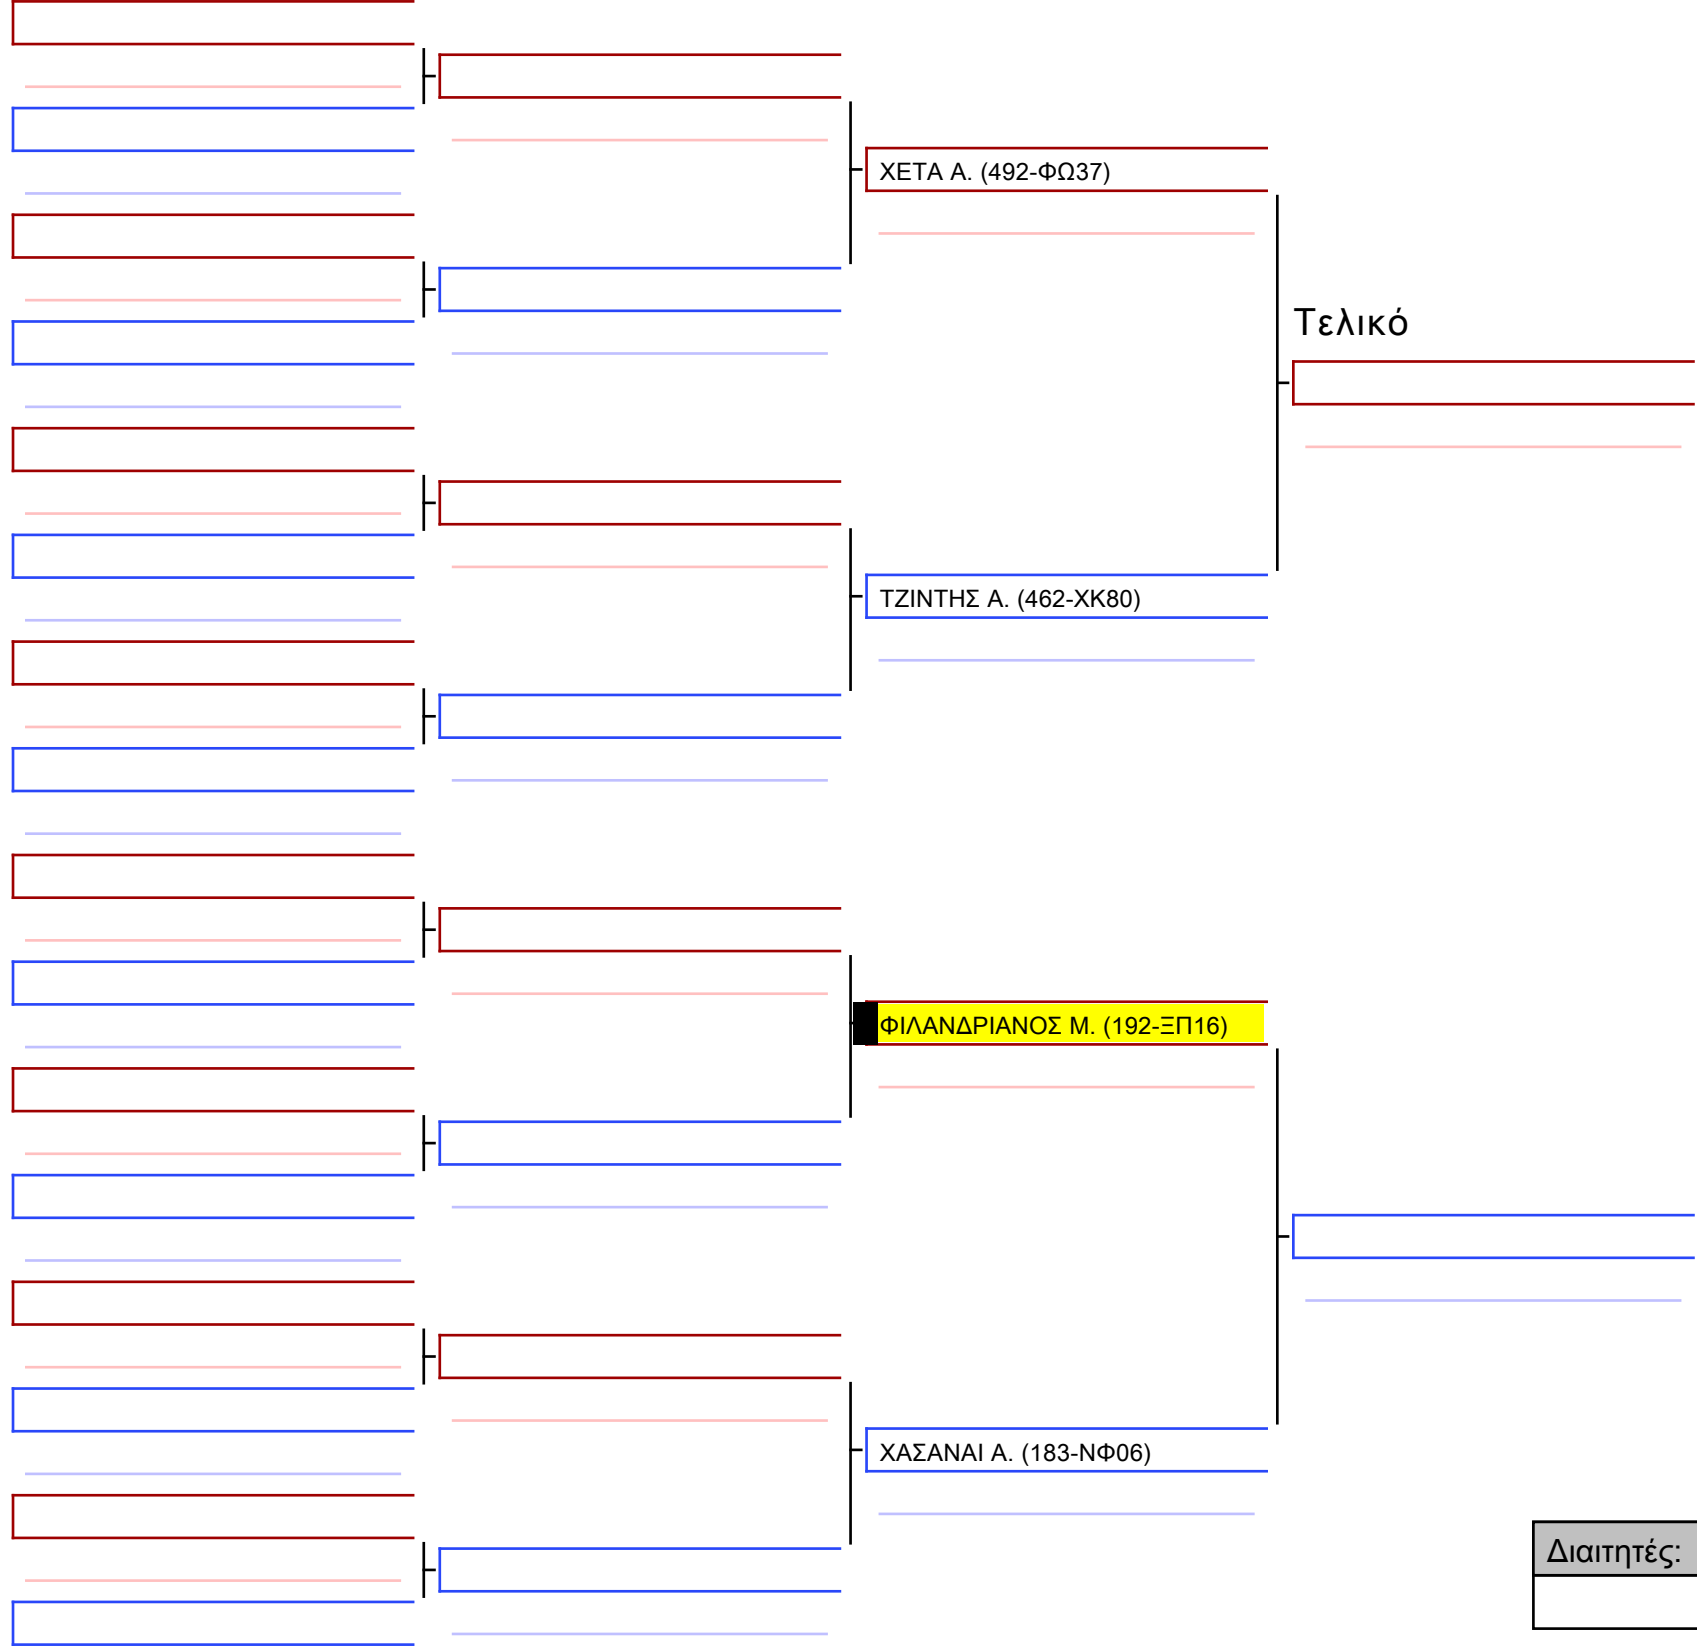 ΧΕΤΑ Α. (492-ΦΩ37)
Τελικό
ΤΖΙΝΤΗΣ Α. (462-ΧΚ80)
ΦΙΛΑΝΔΡΙΑΝΟΣ Μ. (192-ΞΠ16)
ΧΑΣΑΝΑΙ Α. (183-ΝΦ06)
Διαιτητές: